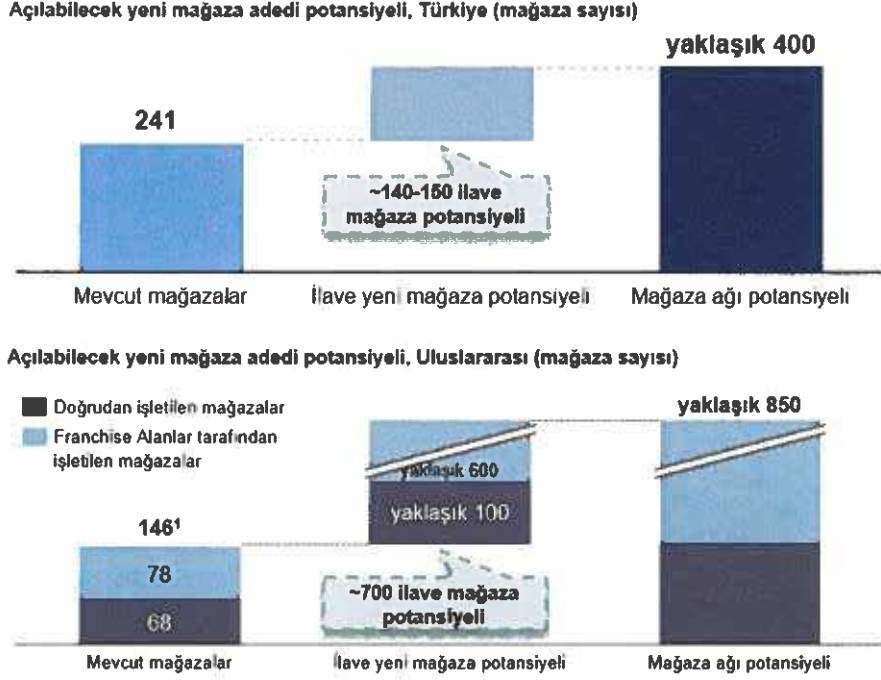 Açılabilecek yeni mağaza adedi potansiyeli, Türkiye (mağaza sayısı)
yaklaşık 400
241
~140-150 ilave
mağaza potansiyeli
Mevcut mağazalar
İlave yeni mağaza potansiyeli
Mağaza ağı potansiyeli
Açılabilecek yeni mağaza adedi potansiyeli, Uluslararası (mağaza sayısı)
Doğrudan işletilen mağazalar
Franchise Alanlar tarafından
işletilen mağazalar
yaklaşık 850
yaklaşık 600
yaklaşık 100
146¹
78
68
~700 ilave mağaza
potansiyeli
Mevcut mağazalar
İlave yeni mağaza potansiyeli
Mağaza ağı potansiyeli